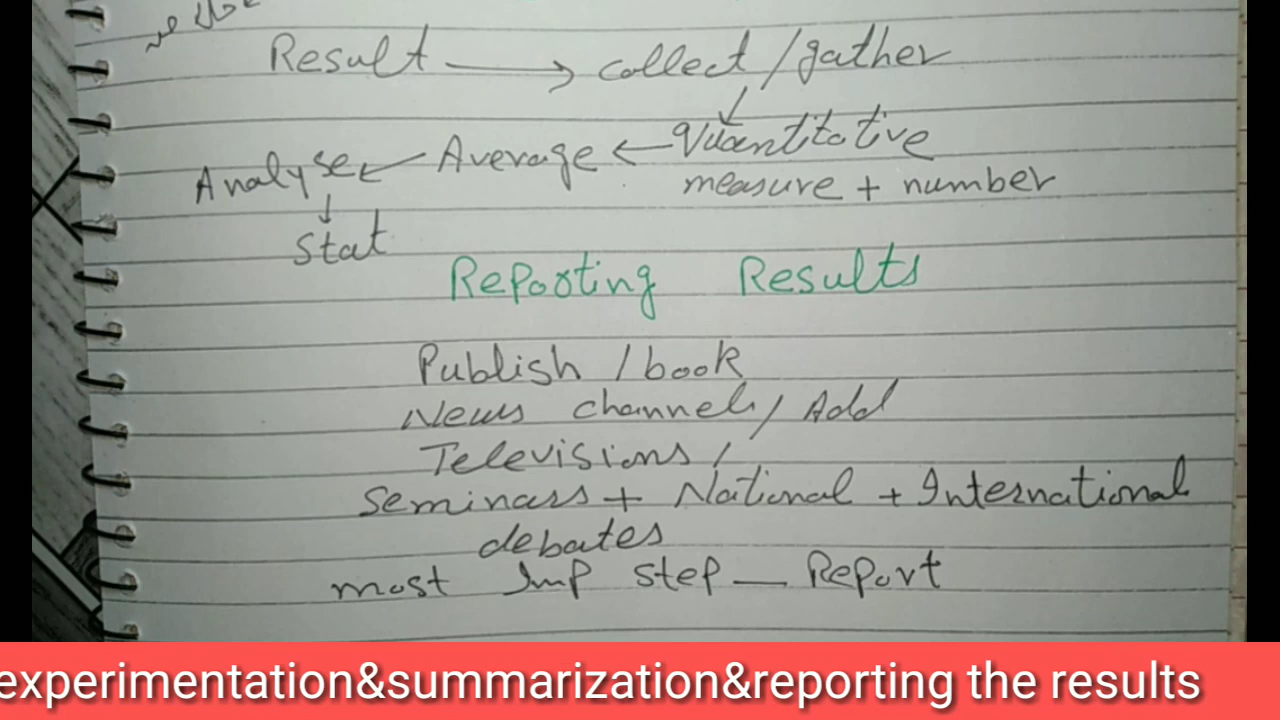 Result → collect / gather
↓
Analyse ← Average ← Quantitative
measure + number
↓
Stat
Reporting Results
Publish / book
News channels / Add
Televisions /
Seminars + National + International
debates
most Imp step — Report
experimentation&summarization&reporting the results